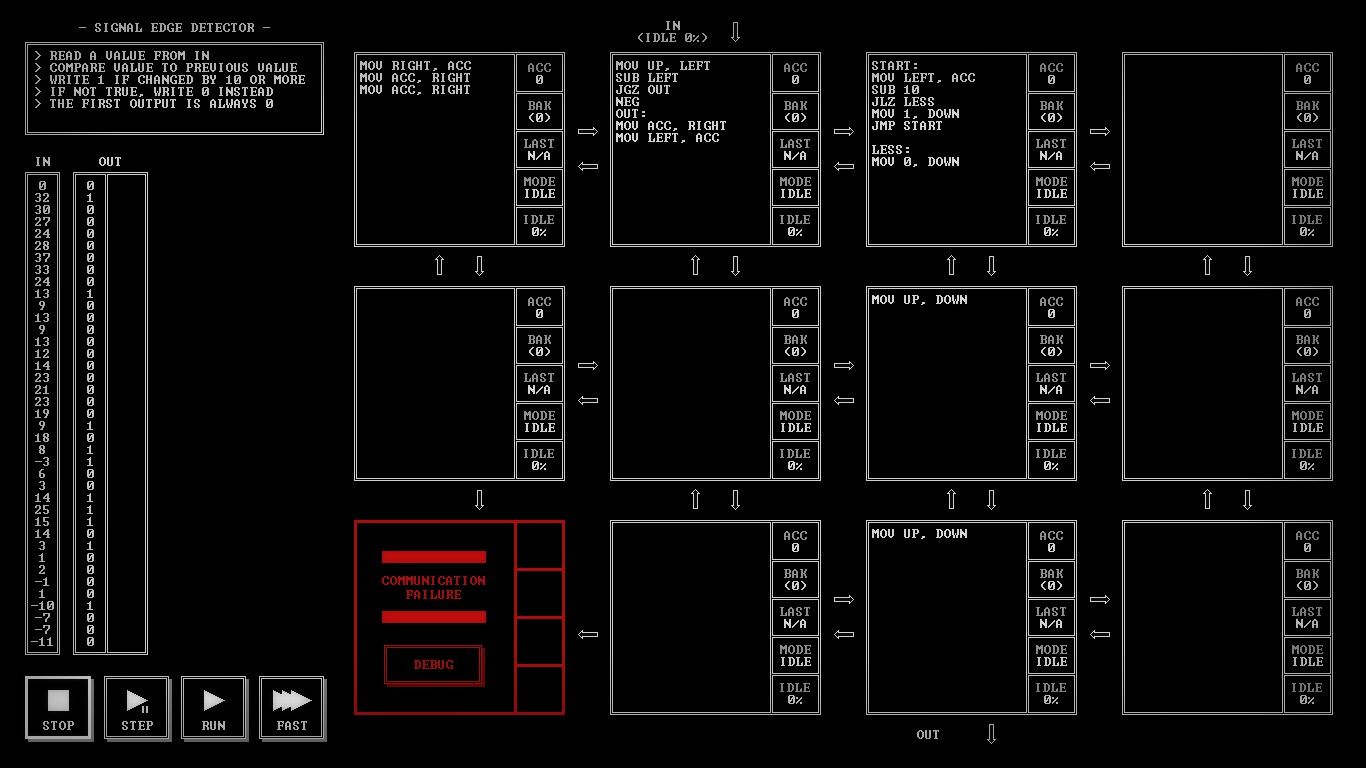 - SIGNAL EDGE DETECTOR -
> READ A VALUE FROM IN
> COMPARE VALUE TO PREVIOUS VALUE
> WRITE 1 IF CHANGED BY 10 OR MORE
> IF NOT TRUE, WRITE 0 INSTEAD
> THE FIRST OUTPUT IS ALWAYS 0
IN OUT
0 0
32 1
30 0
27 0
24 0
28 0
37 0
33 0
24 0
13 1
9 0
13 0
9 0
13 0
12 0
14 0
23 0
21 0
23 0
19 0
9 1
18 0
8 1
-3 1
6 0
3 0
14 1
25 1
15 1
14 0
3 1
1 0
2 0
-1 0
1 0
-10 1
-7 0
-7 0
-11 0
STOP
STEP
RUN
FAST
IN
(IDLE 0%)
MOV RIGHT, ACC
MOV ACC, RIGHT
MOV ACC, RIGHT
ACC
0
BAK
(0)
LAST
N/A
MODE
IDLE
IDLE
0%
MOV UP, LEFT
SUB LEFT
JGZ OUT
NEG
OUT:
MOV ACC, RIGHT
MOV LEFT, ACC
ACC
0
BAK
(0)
LAST
N/A
MODE
IDLE
IDLE
0%
START:
MOV LEFT, ACC
SUB 10
JLZ LESS
MOV 1, DOWN
JMP START
LESS:
MOV 0, DOWN
ACC
0
BAK
(0)
LAST
N/A
MODE
IDLE
IDLE
0%
ACC
0
BAK
(0)
LAST
N/A
MODE
IDLE
IDLE
0%
ACC
0
BAK
(0)
LAST
N/A
MODE
IDLE
IDLE
0%
ACC
0
BAK
(0)
LAST
N/A
MODE
IDLE
IDLE
0%
MOV UP, DOWN
ACC
0
BAK
(0)
LAST
N/A
MODE
IDLE
IDLE
0%
ACC
0
BAK
(0)
LAST
N/A
MODE
IDLE
IDLE
0%
COMMUNICATION
FAILURE
DEBUG
ACC
0
BAK
(0)
LAST
N/A
MODE
IDLE
IDLE
0%
MOV UP, DOWN
ACC
0
BAK
(0)
LAST
N/A
MODE
IDLE
IDLE
0%
ACC
0
BAK
(0)
LAST
N/A
MODE
IDLE
IDLE
0%
OUT